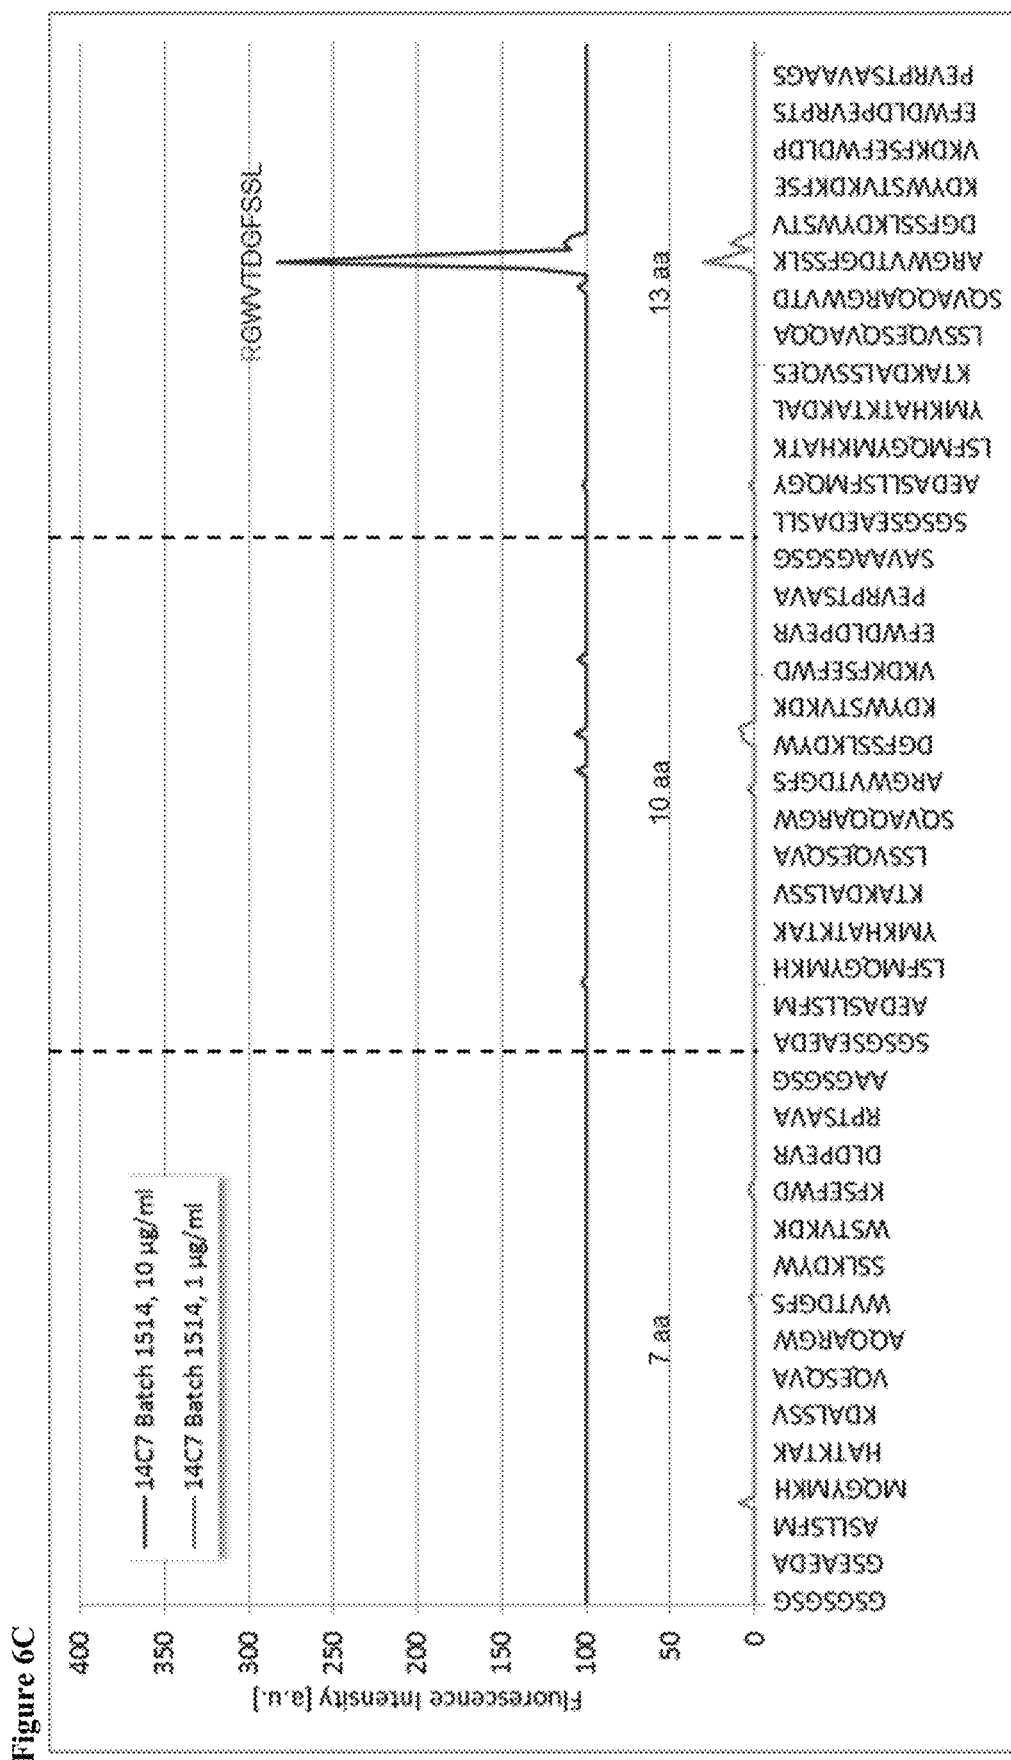 Figure 6C
Fluorescence Intensity [a.u.]
400
350
300
250
200
150
100
50
0
14C7 Batch 1514, 10 µg/ml
14C7 Batch 1514, 1 µg/ml
RGWVTDGFSSL
7 aa
10 aa
13 aa
GSGSGSG
GSEAEDA
ASLLSFM
MQGYMKH
HATKTAK
KDALSSV
VQESQVA
AQQARGW
WVTDGFS
SSLKDYW
WSTVKDK
KFSEFWD
DLDPEVR
RPTSAVA
AAGSGSG
SGSGSEAEDA
AEDASLLSFM
LSFMQGYMKH
YMKHATKTAK
KTAKDALSSV
LSSVQESQVA
SQVAQQARGW
ARGWVTDGFS
DGFSSLKDYW
KDYWSTVKDK
VKDKFSEFWD
EFWDLDPEVR
PEVRPTSAVA
SAVAAGSGSG
SGSGSEAEDASLL
AEDASLLSFMQGY
LSFMQGYMKHATK
YMKHATKTAKDAL
KTAKDALSSVQES
LSSVQESQVAQQA
SQVAQQARGWVTD
ARGWVTDGFSSLK
DGFSSLKDYWSTV
KDYWSTVKDKFSE
VKDKFSEFWDLDP
EFWDLDPEVRPTS
PEVRPTSAVAAGS